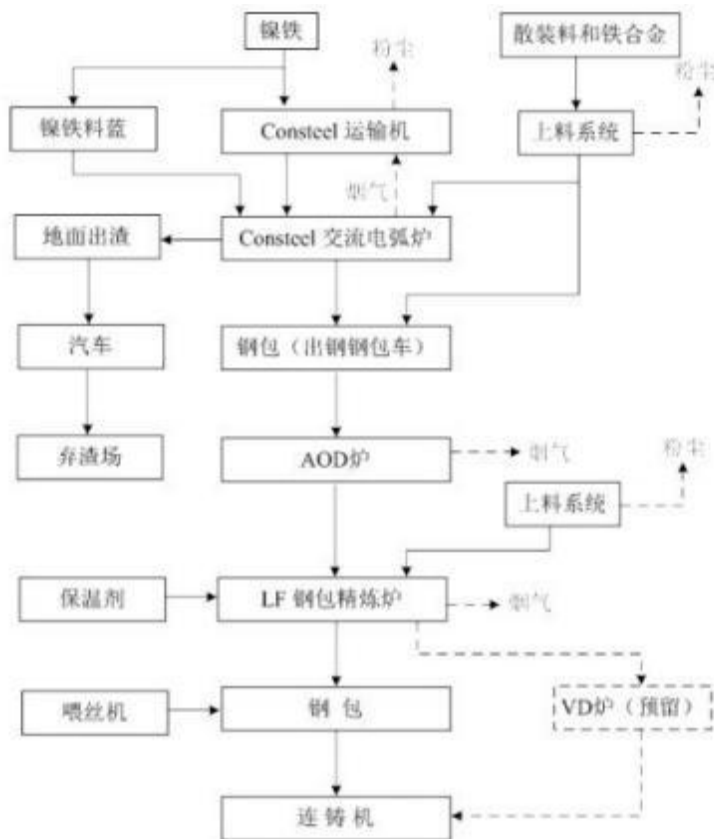 镍铁
散装料和铁合金
粉尘
粉尘
镍铁料蓝
Consteel 运输机
上料系统
烟气
地面出渣
Consteel 交流电弧炉
汽车
钢包（出钢钢包车）
弃渣场
AOD炉
烟气
粉尘
上料系统
保温剂
LF 钢包精炼炉
烟气
喂丝机
钢 包
VD炉（预留）
连 铸 机